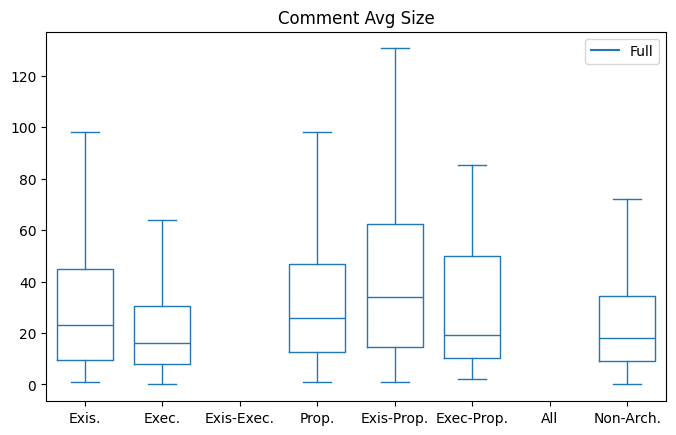 Comment Avg Size
Full
120
100
80
60
40
20
0
Exis. Exec. Exis-Exec. Prop. Exis-Prop. Exec-Prop. All Non-Arch.